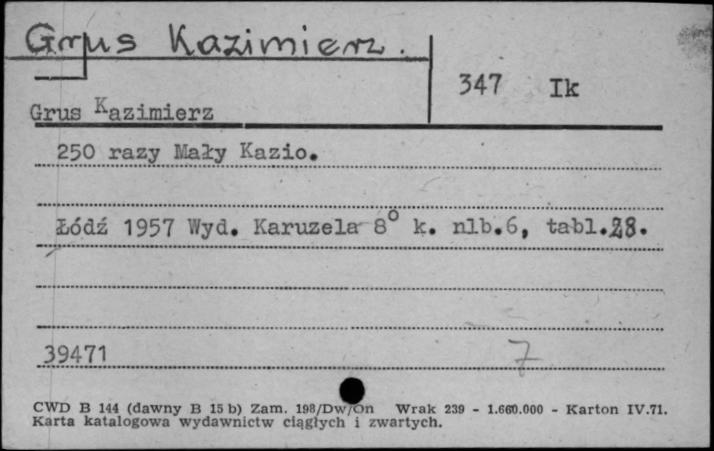 Grus Kazimierz.
347 Ik
Grus Kazimierz
250 razy Mały Kazio.
Łódź 1957 Wyd. Karuzela 8° k. nlb.6, tabl.28.
39471 7
CWD B 144 (dawny B 15 b) Zam. 198/Dw/On Wrak 239 - 1.660.000 - Karton IV.71.
Karta katalogowa wydawnictw ciągłych i zwartych.